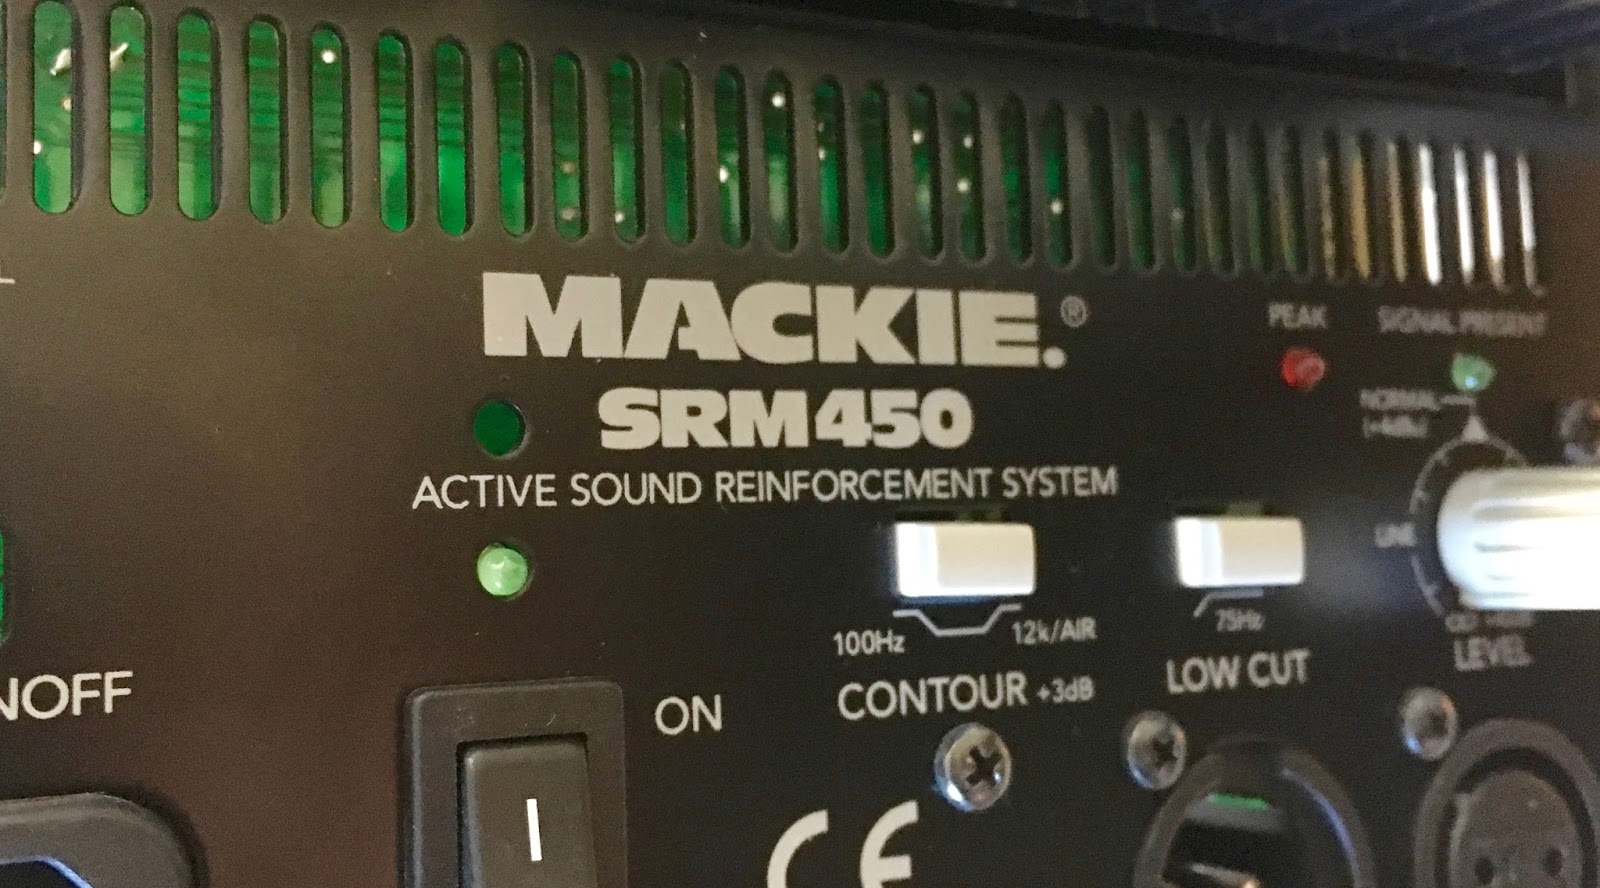 MACKIE.®
SRM450
ACTIVE SOUND REINFORCEMENT SYSTEM
PEAK
SIGNAL PRESENT
NORMAL
(+4dBu)
LINE
LEVEL
100Hz
12k/AIR
CONTOUR +3dB
75Hz
LOW CUT
NOFF
ON
I
CE